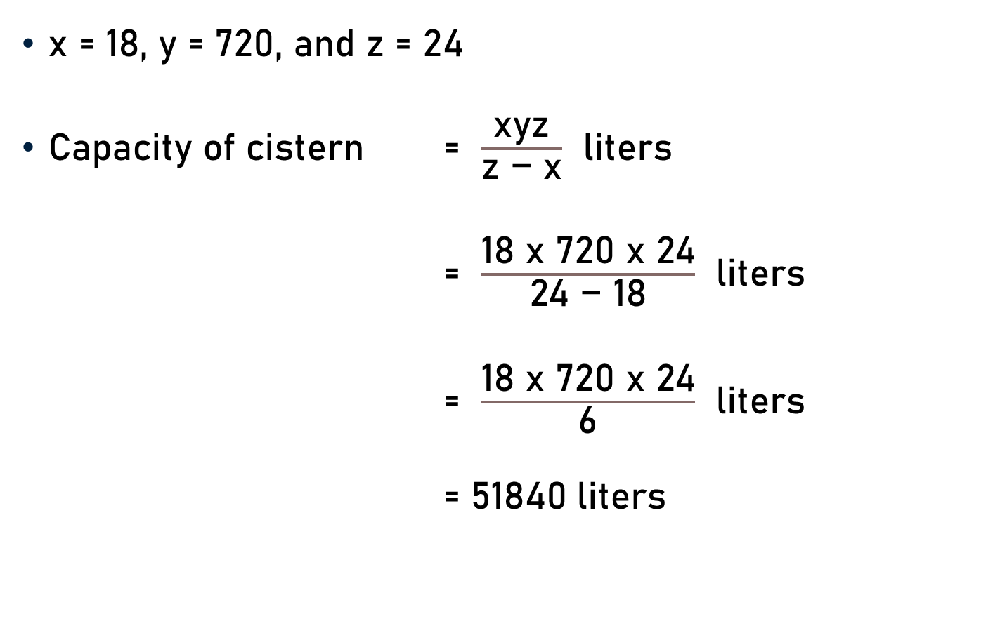 • x = 18, y = 720, and z = 24
• Capacity of cistern = xyz / z − x liters
= 18 x 720 x 24 / 24 − 18 liters
= 18 x 720 x 24 / 6 liters
= 51840 liters